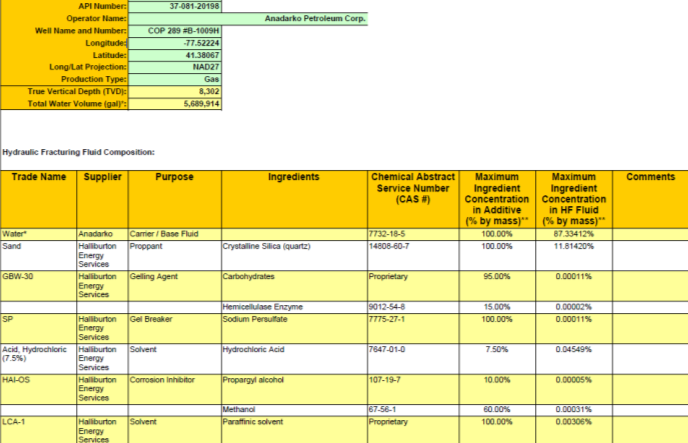 API Number: 37-081-20198
Operator Name: Anadarko Petroleum Corp.
Well Name and Number: COP 289 #B-1009H
Longitude: -77.52224
Latitude: 41.38067
Long/Lat Projection: NAD27
Production Type: Gas
True Vertical Depth (TVD): 8,302
Total Water Volume (gal)*: 5,689,914
Hydraulic Fracturing Fluid Composition:
Trade Name Supplier Purpose Ingredients Chemical Abstract Service Number (CAS #) Maximum Ingredient Concentration in Additive (% by mass)** Maximum Ingredient Concentration in HF Fluid (% by mass)** Comments
Water* Anadarko Carrier / Base Fluid 7732-18-5 100.00% 87.33412%
Sand Halliburton Energy Services Proppant Crystalline Silica (quartz) 14808-60-7 100.00% 11.81420%
GBW-30 Halliburton Energy Services Gelling Agent Carbohydrates Proprietary 95.00% 0.00011%
Hemicellulase Enzyme 9012-54-8 15.00% 0.00002%
SP Halliburton Energy Services Gel Breaker Sodium Persulfate 7775-27-1 100.00% 0.00011%
Acid, Hydrochloric (7.5%) Halliburton Energy Services Solvent Hydrochloric Acid 7647-01-0 7.50% 0.04549%
HAI-OS Halliburton Energy Services Corrosion Inhibitor Propargyl alcohol 107-19-7 10.00% 0.00005%
Methanol 67-56-1 60.00% 0.00031%
LCA-1 Halliburton Energy Services Solvent Paraffinic solvent Proprietary 100.00% 0.00306%